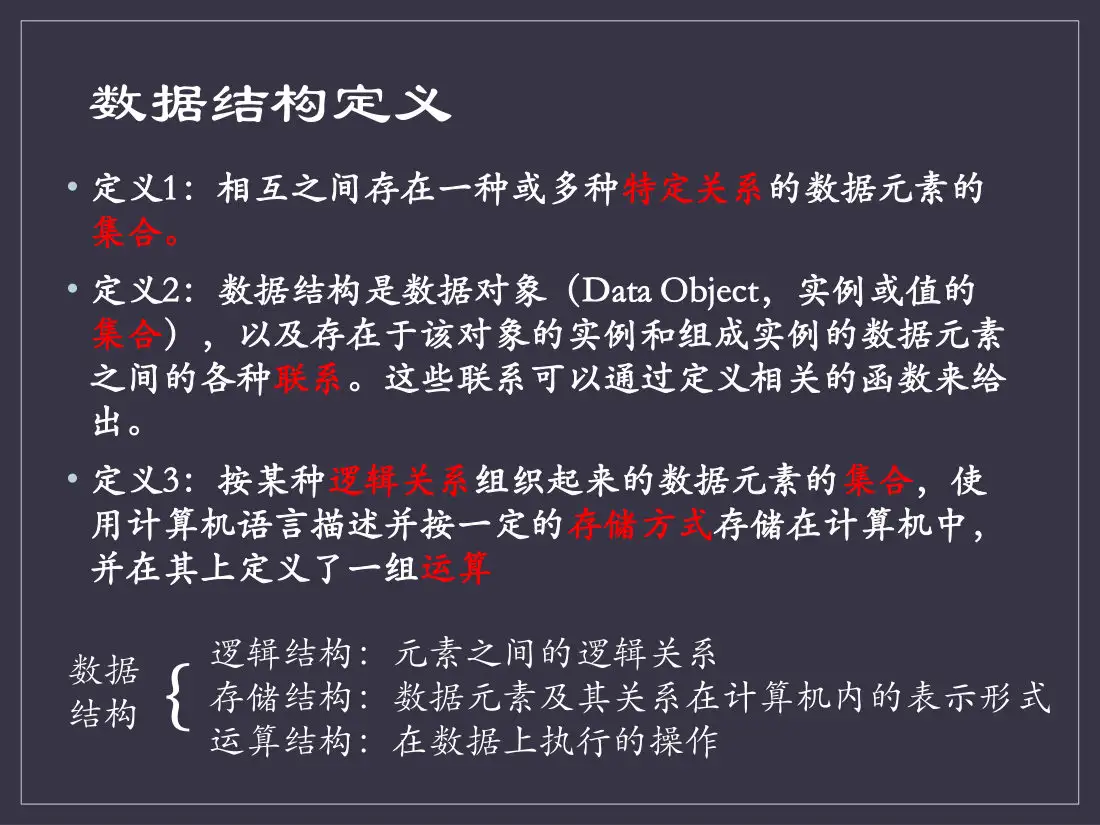 数据结构定义
• 定义1：相互之间存在一种或多种特定关系的数据元素的
集合。
• 定义2：数据结构是数据对象（Data Object，实例或值的
集合），以及存在于该对象的实例和组成实例的数据元素
之间的各种联系。这些联系可以通过定义相关的函数来给
出。
• 定义3：按某种逻辑关系组织起来的数据元素的集合，使
用计算机语言描述并按一定的存储方式存储在计算机中，
并在其上定义了一组运算
数据
结构
{
逻辑结构：元素之间的逻辑关系
存储结构：数据元素及其关系在计算机内的表示形式
运算结构：在数据上执行的操作